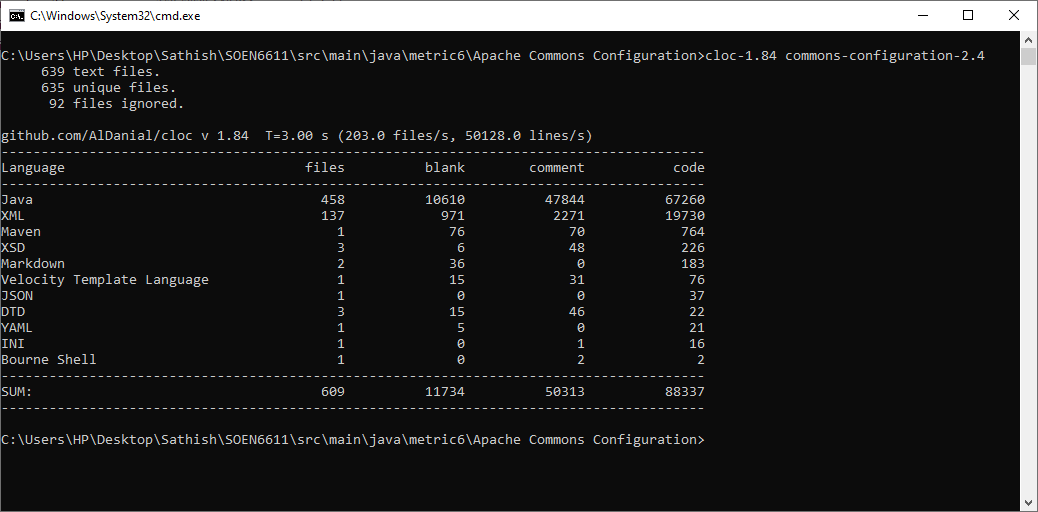 C:\Windows\System32\cmd.exe
C:\Users\HP\Desktop\Sathish\SOEN6611\src\main\java\metric6\Apache Commons Configuration>cloc-1.84 commons-configuration-2.4
639 text files.
635 unique files.
92 files ignored.
github.com/AlDanial/cloc v 1.84  T=3.00 s (203.0 files/s, 50128.0 lines/s)
----------------------------------------------------------------------------------------
Language files blank comment code
----------------------------------------------------------------------------------------
Java 458 10610 47844 67260
XML 137 971 2271 19730
Maven 1 76 70 764
XSD 3 6 48 226
Markdown 2 36 0 183
Velocity Template Language 1 15 31 76
JSON 1 0 0 37
DTD 3 15 46 22
YAML 1 5 0 21
INI 1 0 1 16
Bourne Shell 1 0 2 2
----------------------------------------------------------------------------------------
SUM: 609 11734 50313 88337
----------------------------------------------------------------------------------------
C:\Users\HP\Desktop\Sathish\SOEN6611\src\main\java\metric6\Apache Commons Configuration>